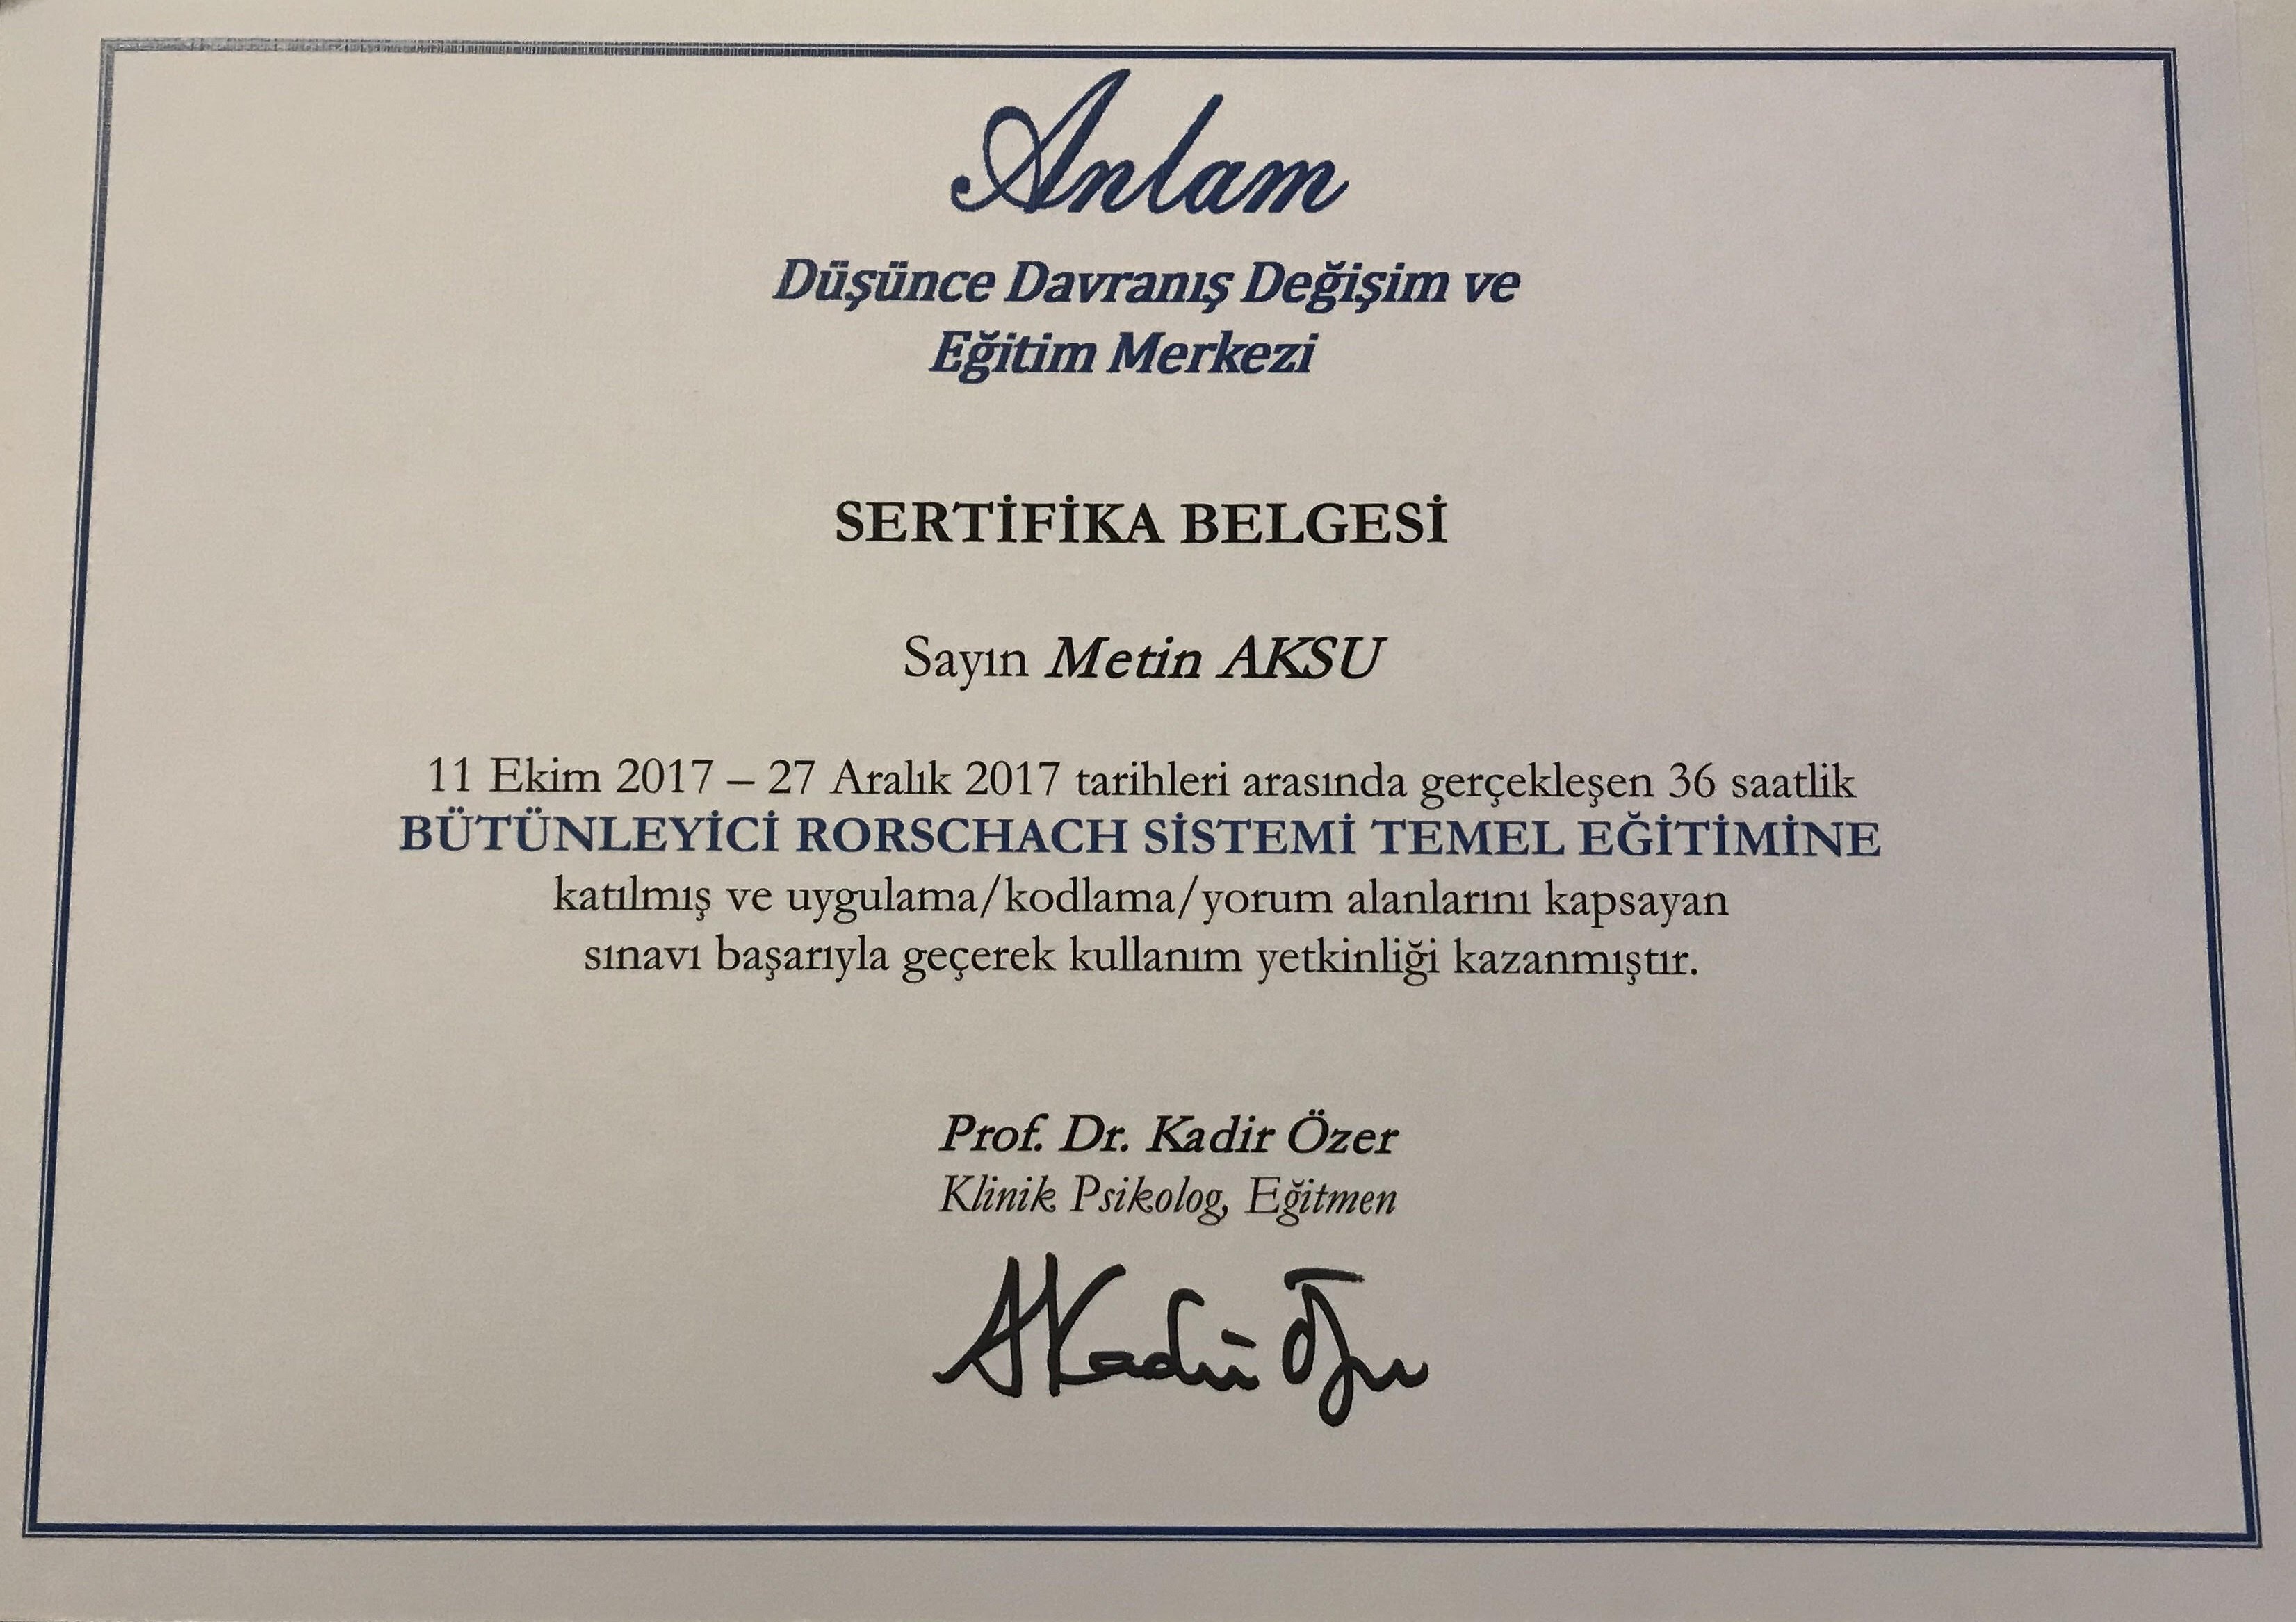 Anlam
Düşünce Davranış Değişim ve
Eğitim Merkezi
SERTİFİKA BELGESİ
Sayın Metin AKSU
11 Ekim 2017 – 27 Aralık 2017 tarihleri arasında gerçekleşen 36 saatlik
BÜTÜNLEYİCİ RORSCHACH SİSTEMİ TEMEL EĞİTİMİNE
katılmış ve uygulama/kodlama/yorum alanlarını kapsayan
sınavı başarıyla geçerek kullanım yetkinliği kazanmıştır.
Prof. Dr. Kadir Özer
Klinik Psikolog, Eğitmen
AKadir Özer